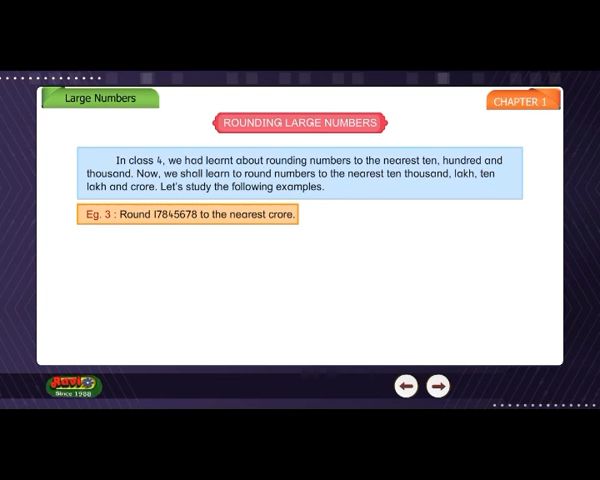 Large Numbers
CHAPTER 1
ROUNDING LARGE NUMBERS
In class 4, we had learnt about rounding numbers to the nearest ten, hundred and
thousand. Now, we shall learn to round numbers to the nearest ten thousand, lakh, ten
lakh and crore. Let's study the following examples.
Eg. 3 : Round 17845678 to the nearest crore.
Since 1988